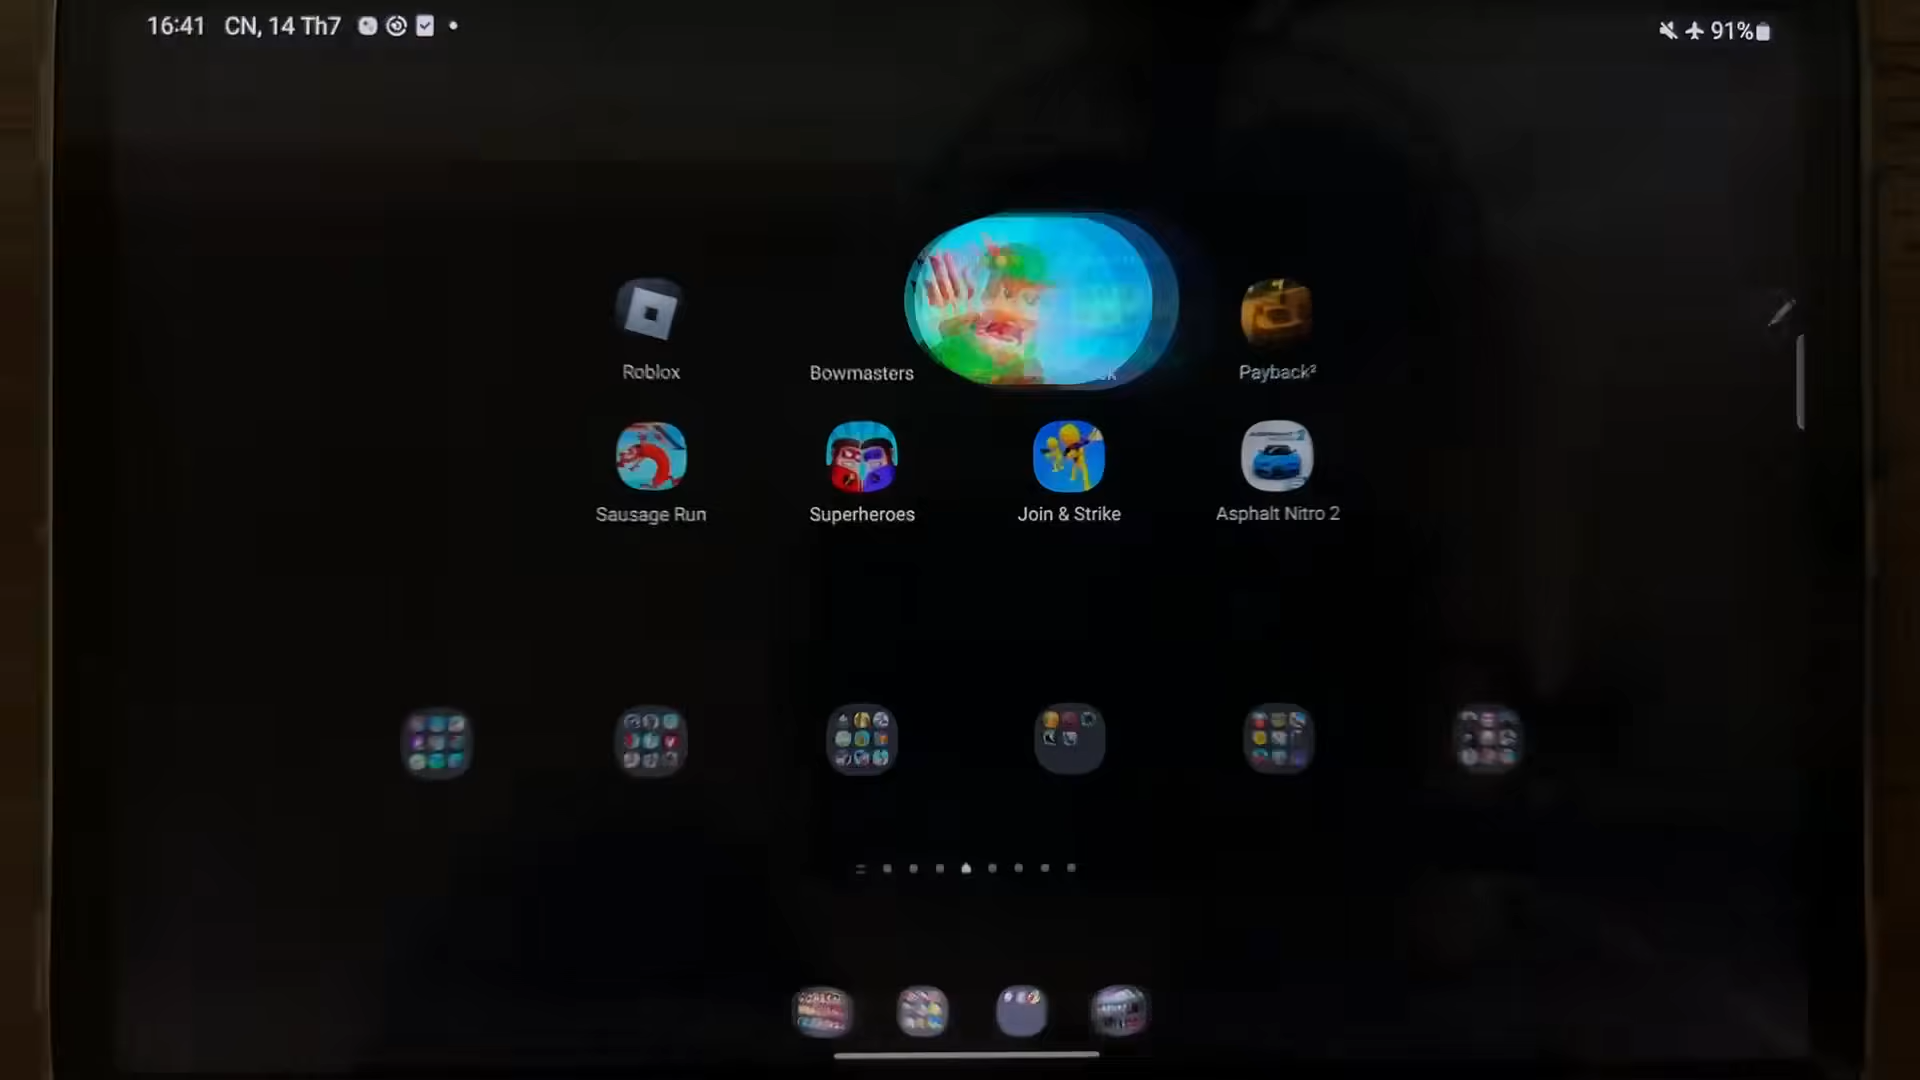 16:41 CN, 14 Th7
91%
Roblox
Bowmasters
Payback²
Sausage Run
Superheroes
Join & Strike
Asphalt Nitro 2